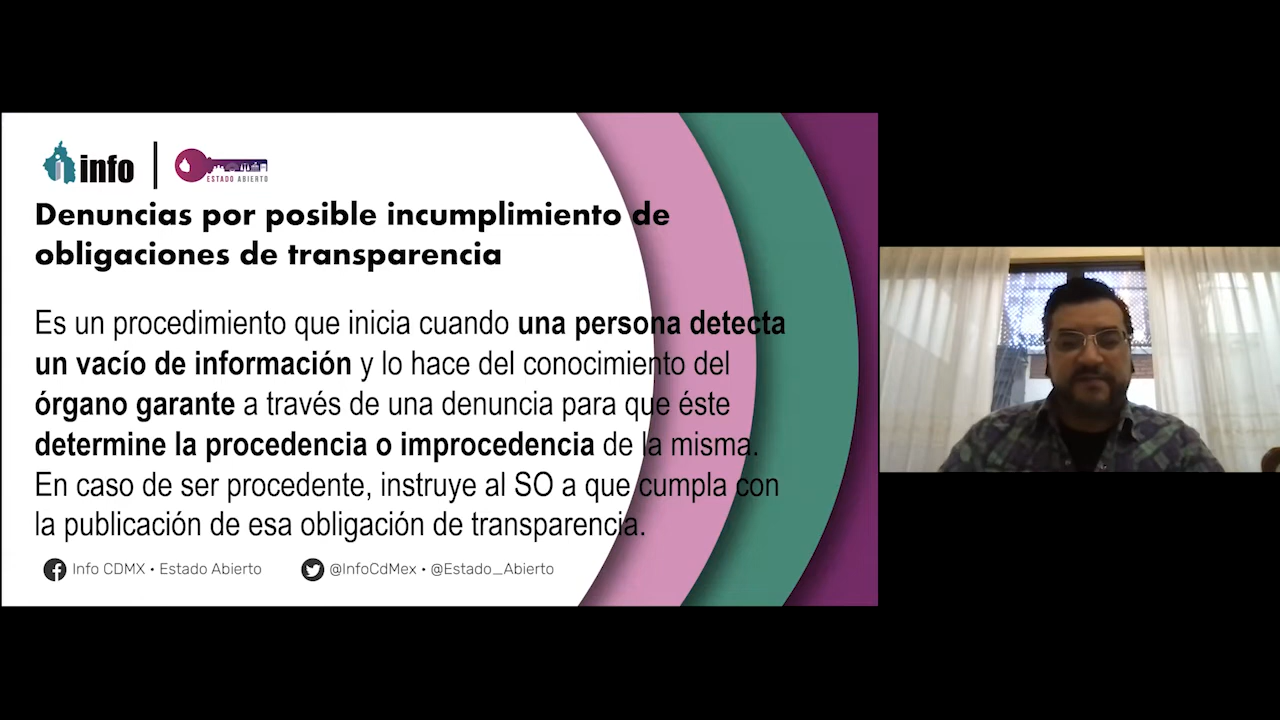 info
ESTADO ABIERTO
Denuncias por posible incumplimiento de
obligaciones de transparencia
Es un procedimiento que inicia cuando una persona detecta
un vacío de información y lo hace del conocimiento del
órgano garante a través de una denuncia para que éste
determine la procedencia o improcedencia de la misma.
En caso de ser procedente, instruye al SO a que cumpla con
la publicación de esa obligación de transparencia.
Info CDMX • Estado Abierto
@InfoCdMex • @Estado_Abierto